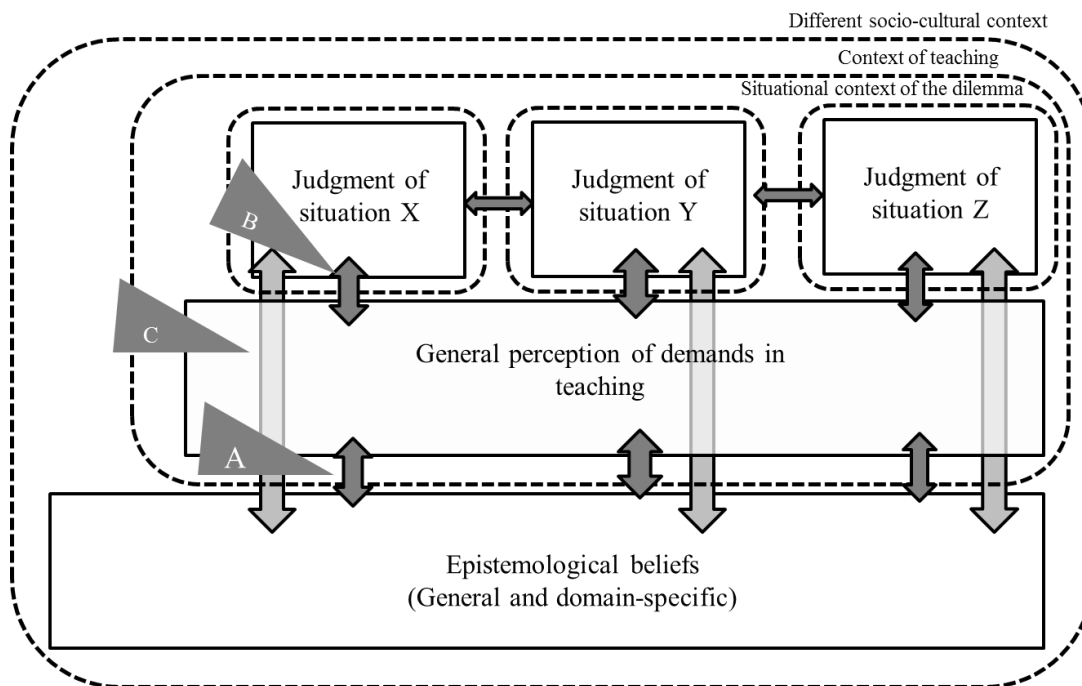 Different socio-cultural context
Context of teaching
Situational context of the dilemma
Judgment of
situation X
Judgment of
situation Y
Judgment of
situation Z
B
C
General perception of demands in
teaching
A
Epistemological beliefs
(General and domain-specific)